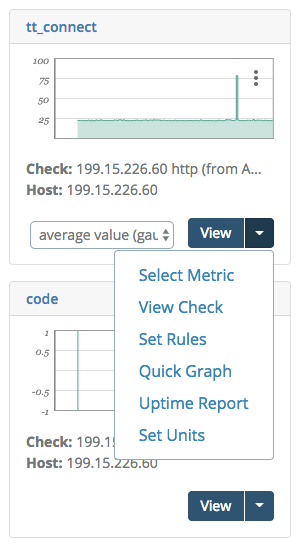 tt_connect
100
75
50
25
Check: 199.15.226.60 http (from A...
Host: 199.15.226.60
average value (gau
View
Select Metric
View Check
Set Rules
Quick Graph
Uptime Report
Set Units
code
1
0.5
-0.5
-1
Check: 199.1
Host: 199.15.226.60
View